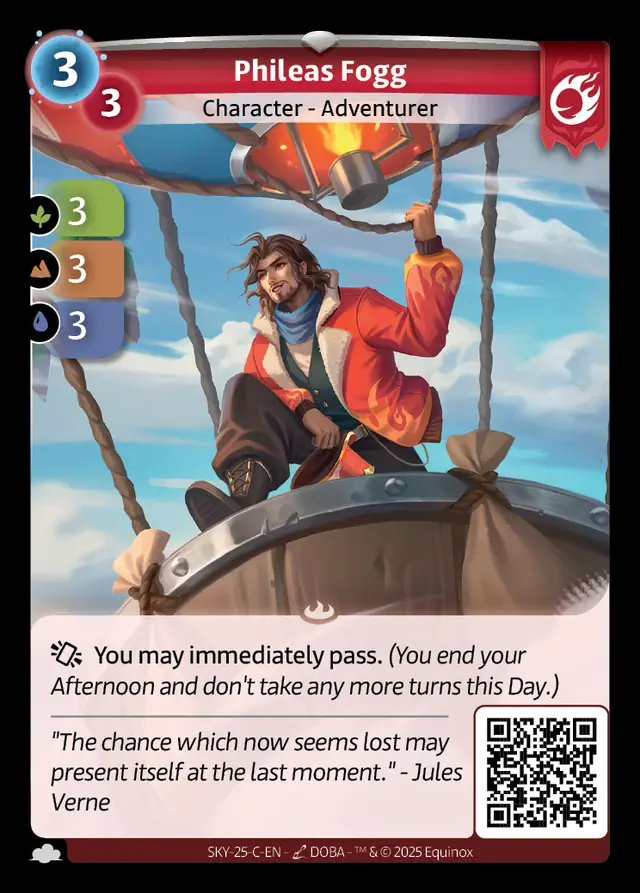 3
Phileas Fogg
3
Character - Adventurer
3
3
3
You may immediately pass. (You end your
Afternoon and don't take any more turns this Day.)
"The chance which now seems lost may
present itself at the last moment." - Jules
Verne
SKY-25-C-EN - DOBA - ™ & © 2025 Equinox